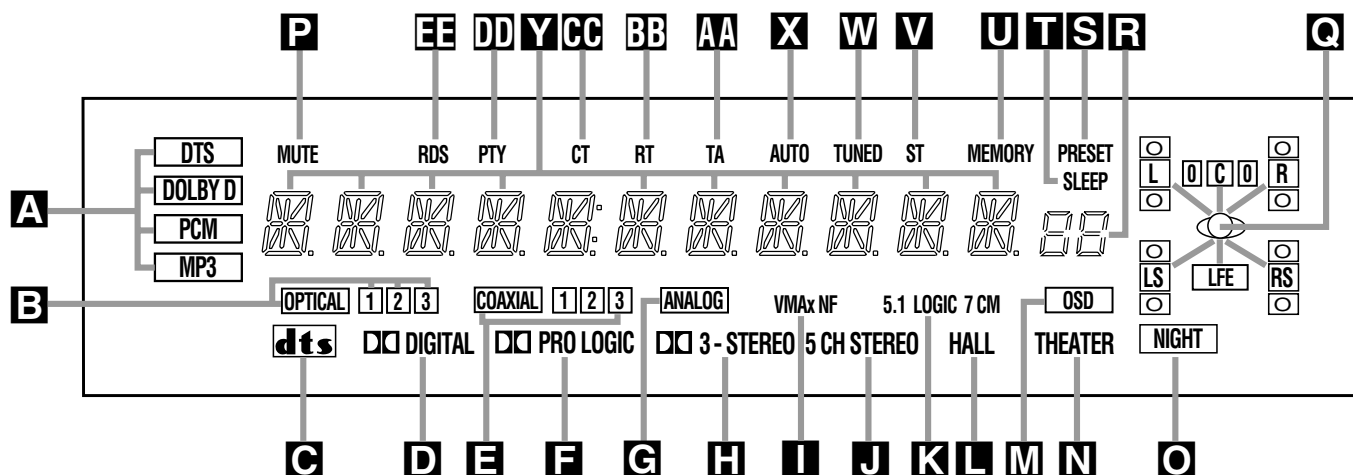 P EE DD Y CC BB AA X W V U T S R Q
DTS MUTE RDS PTY CT RT TA AUTO TUNED ST MEMORY PRESET
SLEEP
L 0 C 0 R
DOLBY D
A
PCM
MP3
LS LFE RS
B
OPTICAL 1 2 3 COAXIAL 1 2 3 ANALOG VMAx NF 5.1 LOGIC 7 CM OSD
dts DIGITAL PRO LOGIC 3 - STEREO 5 CH STEREO HALL THEATER NIGHT
C D E F G H I J K L M N O